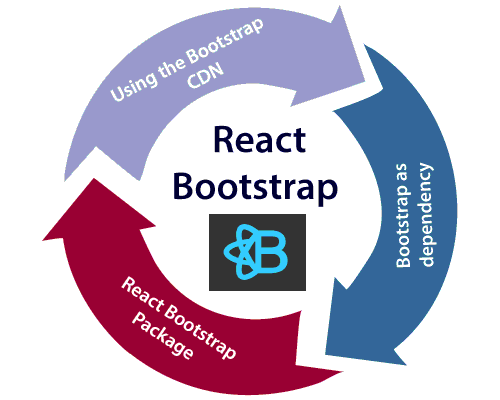 Using the Bootstrap
CDN
React
Bootstrap
Bootstrap as
dependency
React Bootstrap
Package
B